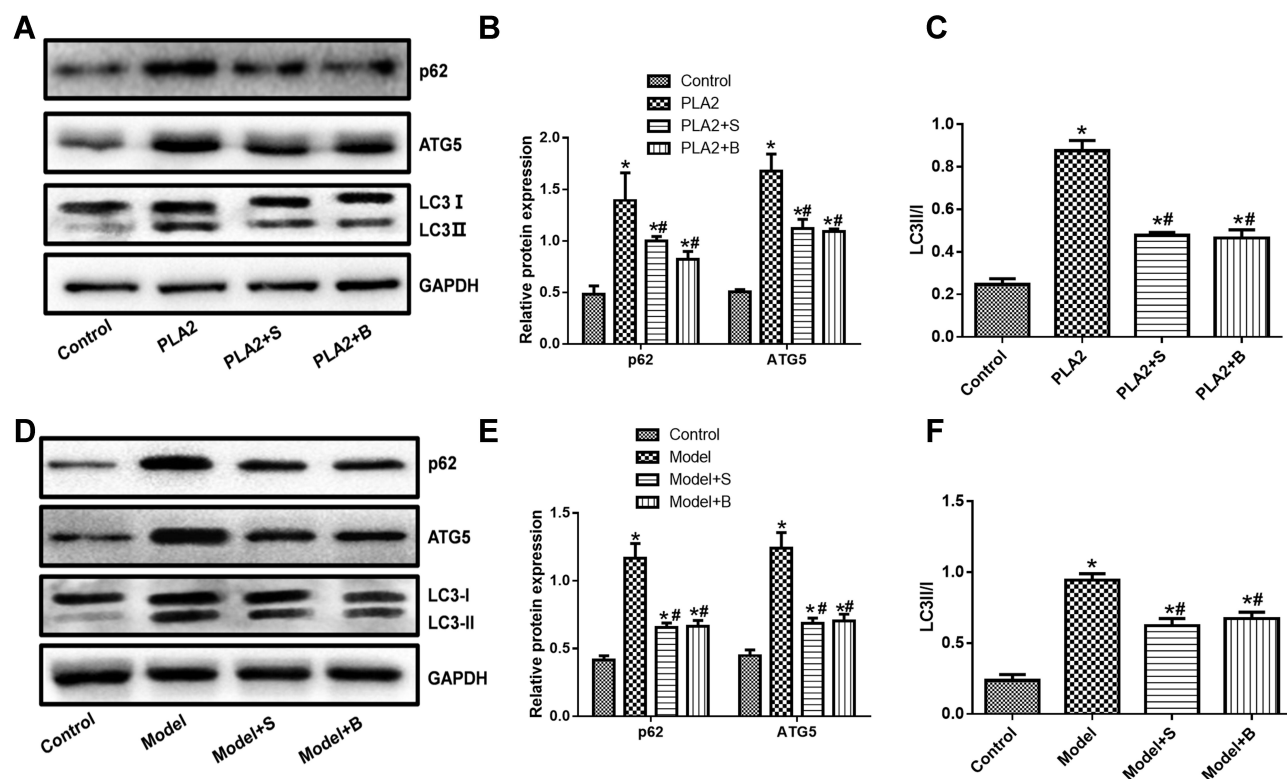 A
p62
ATG5
LC3 Ⅰ
LC3Ⅱ
GAPDH
Control
PLA2
PLA2+S
PLA2+B
B
Control
PLA2
PLA2+S
PLA2+B
Relative protein expression
2.0
1.5
1.0
0.5
0.0
*
*#
*#
*
*#
*#
p62
ATG5
C
LC3II/I
1.0
0.8
0.6
0.4
0.2
0.0
*
*#
*#
Control
PLA2
PLA2+S
PLA2+B
D
p62
ATG5
LC3-I
LC3-II
GAPDH
Control
Model
Model+S
Model+B
E
Control
Model
Model+S
Model+B
Relative protein expression
1.5
1.0
0.5
0.0
*
*#
*#
*
*#
*#
p62
ATG5
F
LC3II/I
1.5
1.0
0.5
0.0
*
*#
*#
Control
Model
Model+S
Model+B